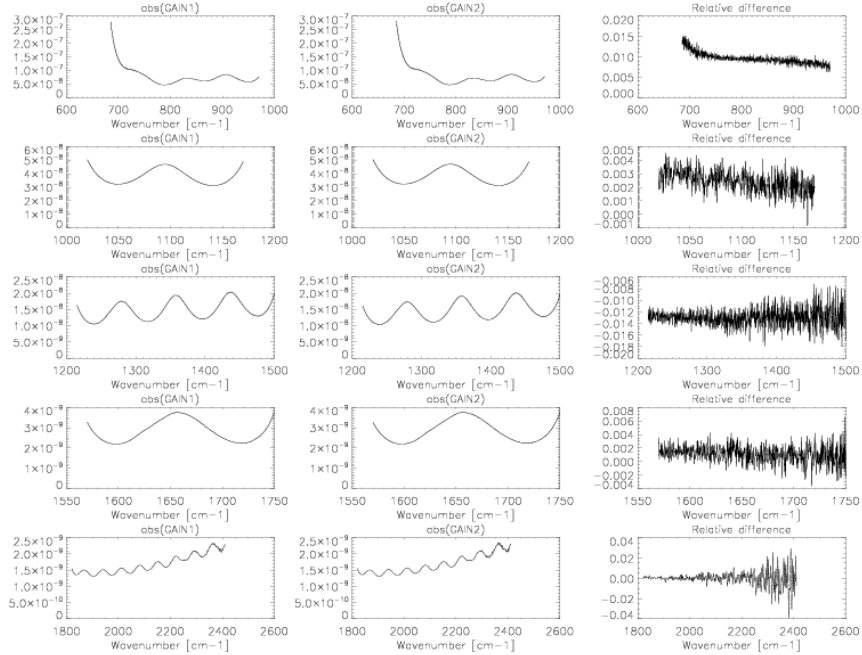 abs(GAIN1)
3.0×10⁻⁷
2.5×10⁻⁷
2.0×10⁻⁷
1.5×10⁻⁷
1.0×10⁻⁷
5.0×10⁻⁸
0
600 700 800 900 1000
Wavenumber [cm−1]
abs(GAIN2)
3.0×10⁻⁷
2.5×10⁻⁷
2.0×10⁻⁷
1.5×10⁻⁷
1.0×10⁻⁷
5.0×10⁻⁸
0
600 700 800 900 1000
Wavenumber [cm−1]
Relative difference
0.020
0.015
0.010
0.005
0.000
600 700 800 900 1000
Wavenumber [cm−1]
abs(GAIN1)
6×10⁻⁸
5×10⁻⁸
4×10⁻⁸
3×10⁻⁸
2×10⁻⁸
1×10⁻⁸
0
1000 1050 1100 1150 1200
Wavenumber [cm−1]
abs(GAIN2)
6×10⁻⁸
5×10⁻⁸
4×10⁻⁸
3×10⁻⁸
2×10⁻⁸
1×10⁻⁸
0
1000 1050 1100 1150 1200
Wavenumber [cm−1]
Relative difference
0.005
0.004
0.003
0.002
0.001
0.000
−0.001
1000 1050 1100 1150 1200
Wavenumber [cm−1]
abs(GAIN1)
2.5×10⁻⁸
2.0×10⁻⁸
1.5×10⁻⁸
1.0×10⁻⁸
5.0×10⁻⁹
0
1200 1300 1400 1500
Wavenumber [cm−1]
abs(GAIN2)
2.5×10⁻⁸
2.0×10⁻⁸
1.5×10⁻⁸
1.0×10⁻⁸
5.0×10⁻⁹
0
1200 1300 1400 1500
Wavenumber [cm−1]
Relative difference
−0.006
−0.008
−0.010
−0.012
−0.014
−0.016
−0.018
−0.020
1200 1300 1400 1500
Wavenumber [cm−1]
abs(GAIN1)
4×10⁻⁹
3×10⁻⁹
2×10⁻⁹
1×10⁻⁹
0
1550 1600 1650 1700 1750
Wavenumber [cm−1]
abs(GAIN2)
4×10⁻⁹
3×10⁻⁹
2×10⁻⁹
1×10⁻⁹
0
1550 1600 1650 1700 1750
Wavenumber [cm−1]
Relative difference
0.008
0.006
0.004
0.002
0.000
−0.002
−0.004
1550 1600 1650 1700 1750
Wavenumber [cm−1]
abs(GAIN1)
2.5×10⁻⁹
2.0×10⁻⁹
1.5×10⁻⁹
1.0×10⁻⁹
5.0×10⁻¹⁰
0
1800 2000 2200 2400 2600
Wavenumber [cm−1]
abs(GAIN2)
2.5×10⁻⁹
2.0×10⁻⁹
1.5×10⁻⁹
1.0×10⁻⁹
5.0×10⁻¹⁰
0
1800 2000 2200 2400 2600
Wavenumber [cm−1]
Relative difference
0.04
0.02
0.00
−0.02
−0.04
1800 2000 2200 2400 2600
Wavenumber [cm−1]